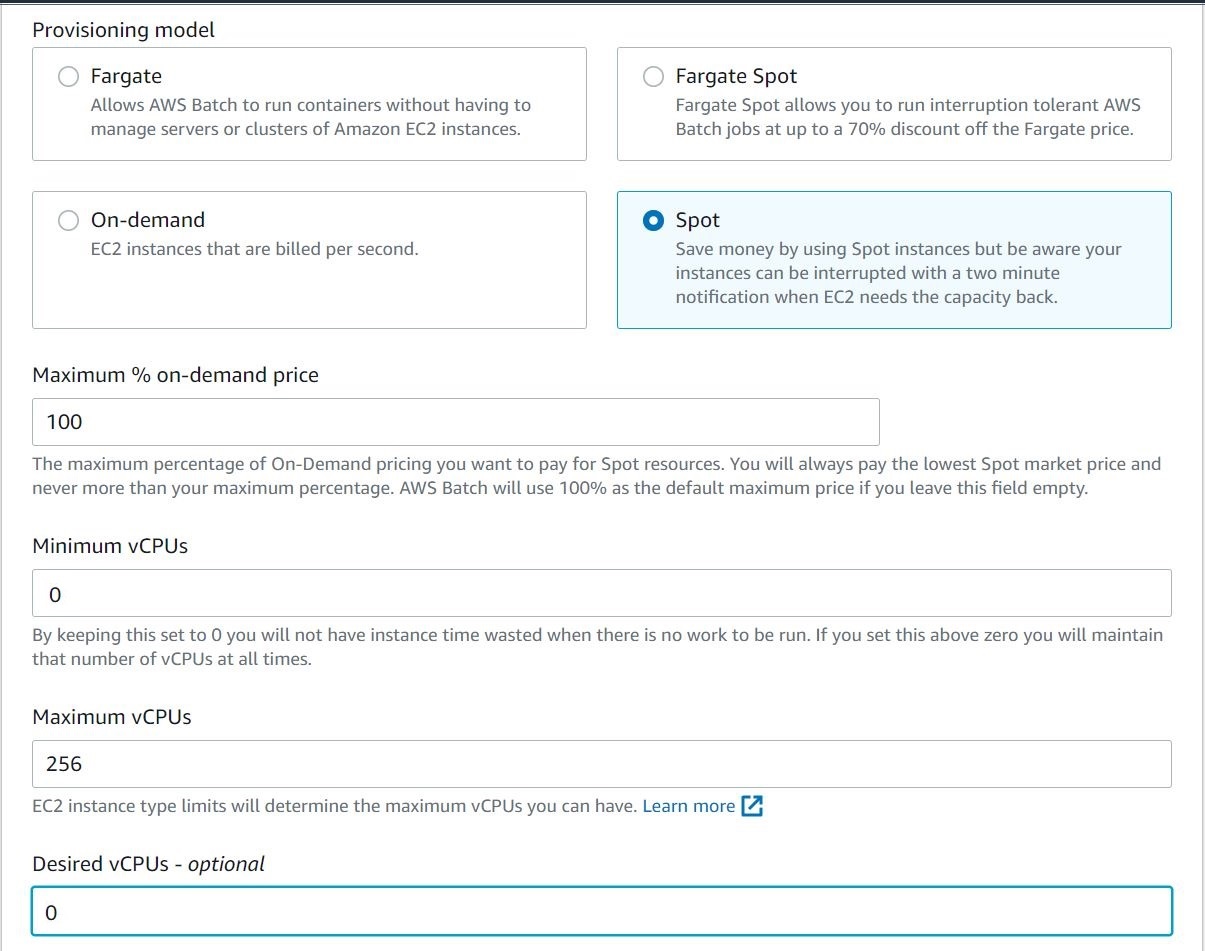 Provisioning model
Fargate
Allows AWS Batch to run containers without having to
manage servers or clusters of Amazon EC2 instances.
Fargate Spot
Fargate Spot allows you to run interruption tolerant AWS
Batch jobs at up to a 70% discount off the Fargate price.
On-demand
EC2 instances that are billed per second.
Spot
Save money by using Spot instances but be aware your
instances can be interrupted with a two minute
notification when EC2 needs the capacity back.
Maximum % on-demand price
100
The maximum percentage of On-Demand pricing you want to pay for Spot resources. You will always pay the lowest Spot market price and
never more than your maximum percentage. AWS Batch will use 100% as the default maximum price if you leave this field empty.
Minimum vCPUs
0
By keeping this set to 0 you will not have instance time wasted when there is no work to be run. If you set this above zero you will maintain
that number of vCPUs at all times.
Maximum vCPUs
256
EC2 instance type limits will determine the maximum vCPUs you can have. Learn more
Desired vCPUs - optional
0